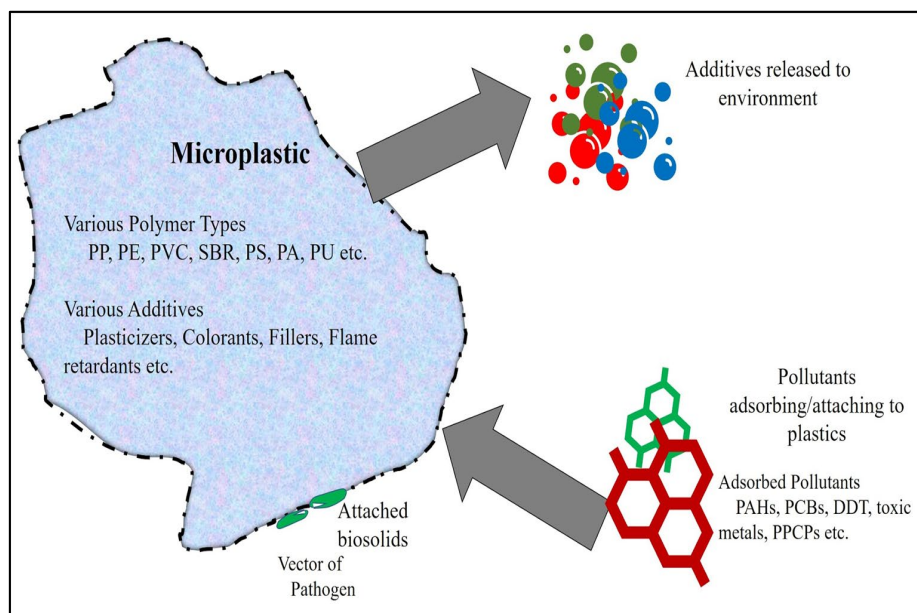 Microplastic
Various Polymer Types
PP, PE, PVC, SBR, PS, PA, PU etc.
Various Additives
Plasticizers, Colorants, Fillers, Flame
retardants etc.
Attached
biosolids
Vector of
Pathogen
Additives released to
environment
Pollutants
adsorbing/attaching to
plastics
Adsorbed Pollutants
PAHs, PCBs, DDT, toxic
metals, PPCPs etc.